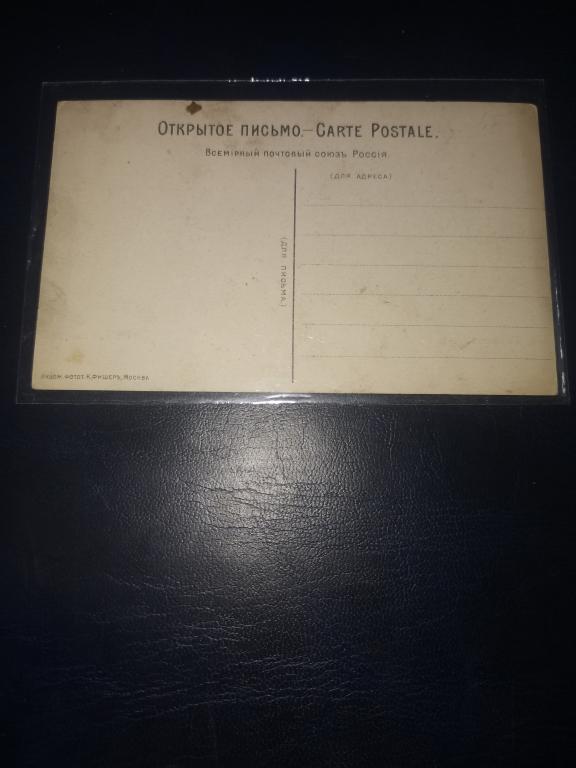 Открытое письмо.—Carte Postale.
Всемірный почтовый союзъ Россія.
(для адреса)
(для письма)
Худож. фотот. К. Фишеръ, Москва